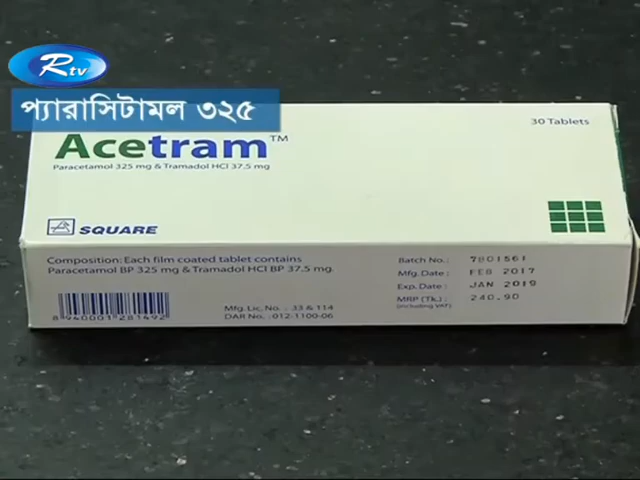 Rtv
প্যারাসিটামল ৩২৫
Acetram™
30 Tablets
Paracetamol 325 mg & Tramadol HCl 37.5 mg
SQUARE
Composition: Each film coated tablet contains
Paracetamol BP 325 mg & Tramadol HCl BP 37.5 mg.
Batch No.: 7B01561
Mfg. Date: FEB 2017
Exp. Date: JAN 2019
MRP (Tk.): 240.90
(including VAT)
Mfg. Lic. No. : 33 & 114
DAR No. : 012-1100-06
8 940001 281492